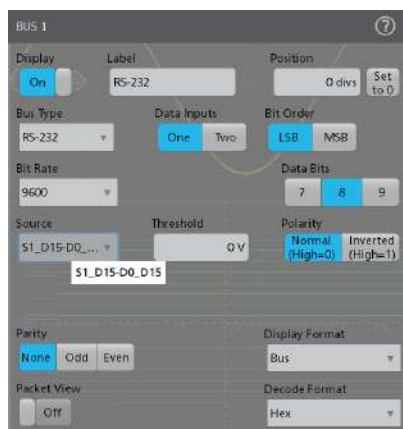 BUS 1
?
Display Label Position
On RS-232 0 divs Set to 0
Bus Type Data Inputs Bit Order
RS-232 One Two LSB MSB
Bit Rate Data Bits
9600 7 8 9
Source Threshold Polarity
S1_D15-D0_... 0 V Normal (High=0) Inverted (High=1)
S1_D15-D0_D15
Parity Display Format
None Odd Even Bus
Packet View Decode Format
Off Hex